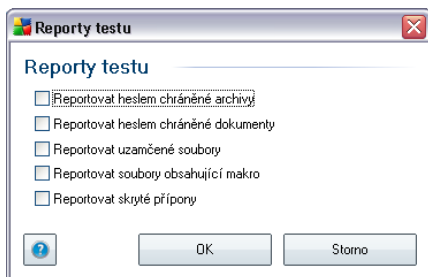 Reporty testu
Reporty testu
Reportovat heslem chráněné archivy
Reportovat heslem chráněné dokumenty
Reportovat uzamčené soubory
Reportovat soubory obsahující makro
Reportovat skryté přípony
? OK Storno